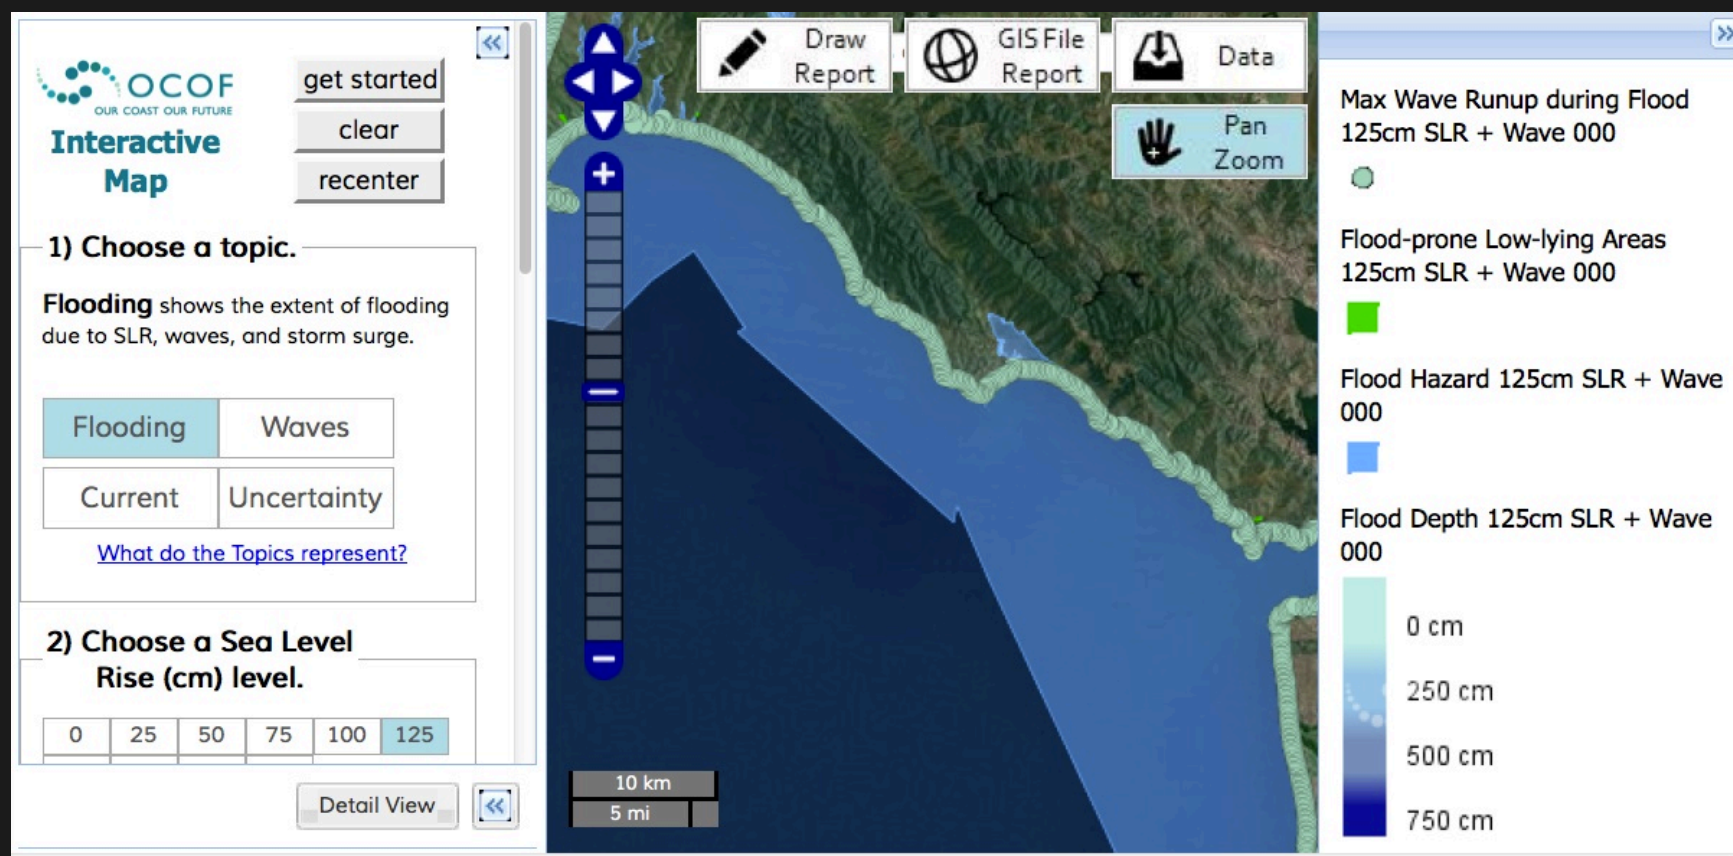 OCOF
OUR COAST OUR FUTURE
Interactive
Map
get started
clear
recenter
1) Choose a topic.
Flooding shows the extent of flooding
due to SLR, waves, and storm surge.
Flooding
Waves
Current
Uncertainty
What do the Topics represent?
2) Choose a Sea Level
Rise (cm) level.
0 25 50 75 100 125
Detail View
Draw
Report
GIS File
Report
Data
Pan
Zoom
10 km
5 mi
Max Wave Runup during Flood
125cm SLR + Wave 000
Flood-prone Low-lying Areas
125cm SLR + Wave 000
Flood Hazard 125cm SLR + Wave
000
Flood Depth 125cm SLR + Wave
000
0 cm
250 cm
500 cm
750 cm